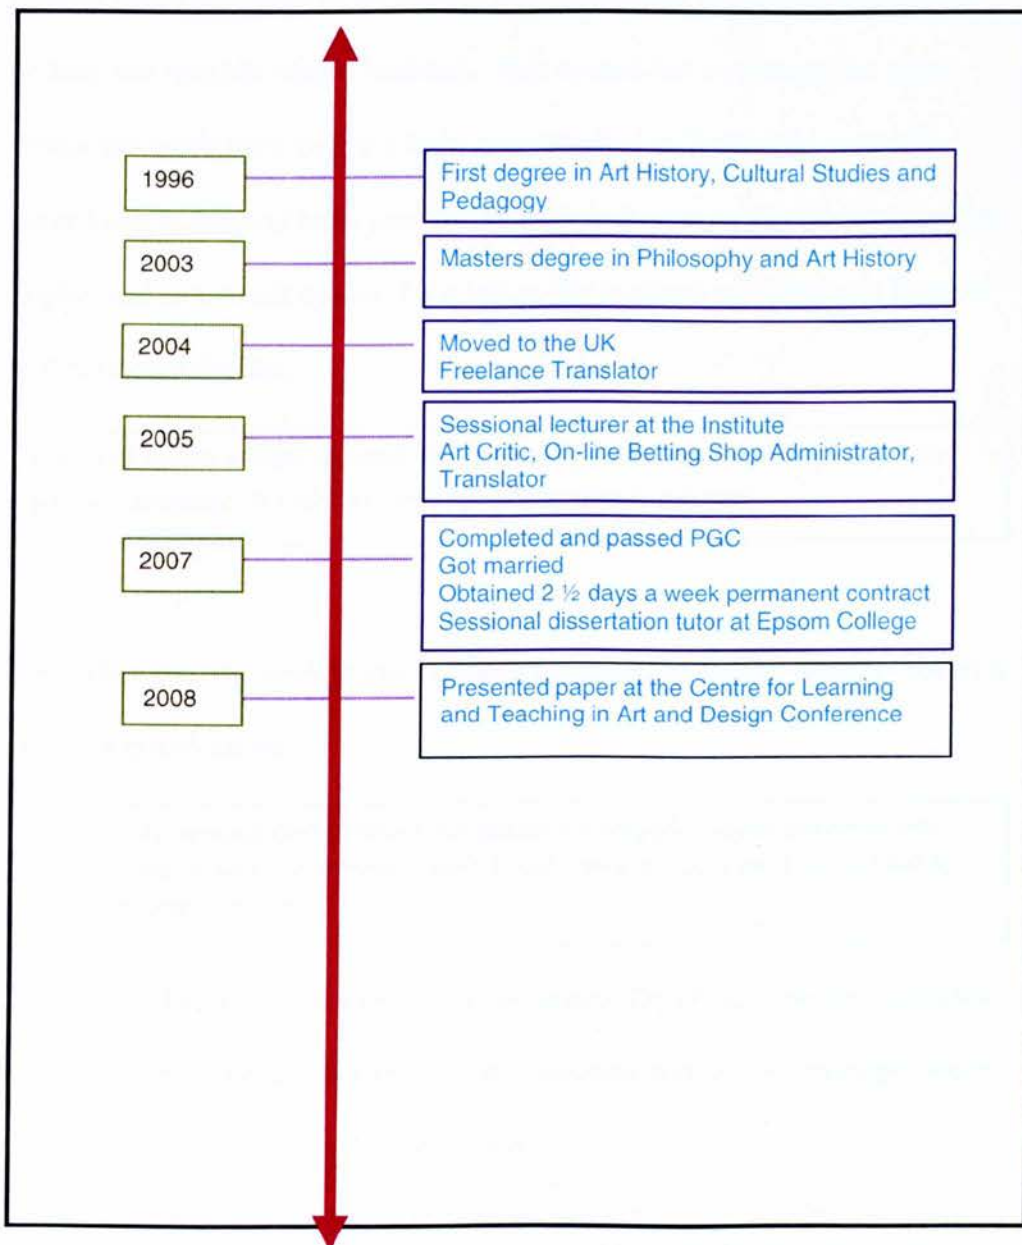 1996
First degree in Art History, Cultural Studies and
Pedagogy
2003
Masters degree in Philosophy and Art History
2004
Moved to the UK
Freelance Translator
2005
Sessional lecturer at the Institute
Art Critic, On-line Betting Shop Administrator,
Translator
2007
Completed and passed PGC
Got married
Obtained 2 ½ days a week permanent contract
Sessional dissertation tutor at Epsom College
2008
Presented paper at the Centre for Learning
and Teaching in Art and Design Conference